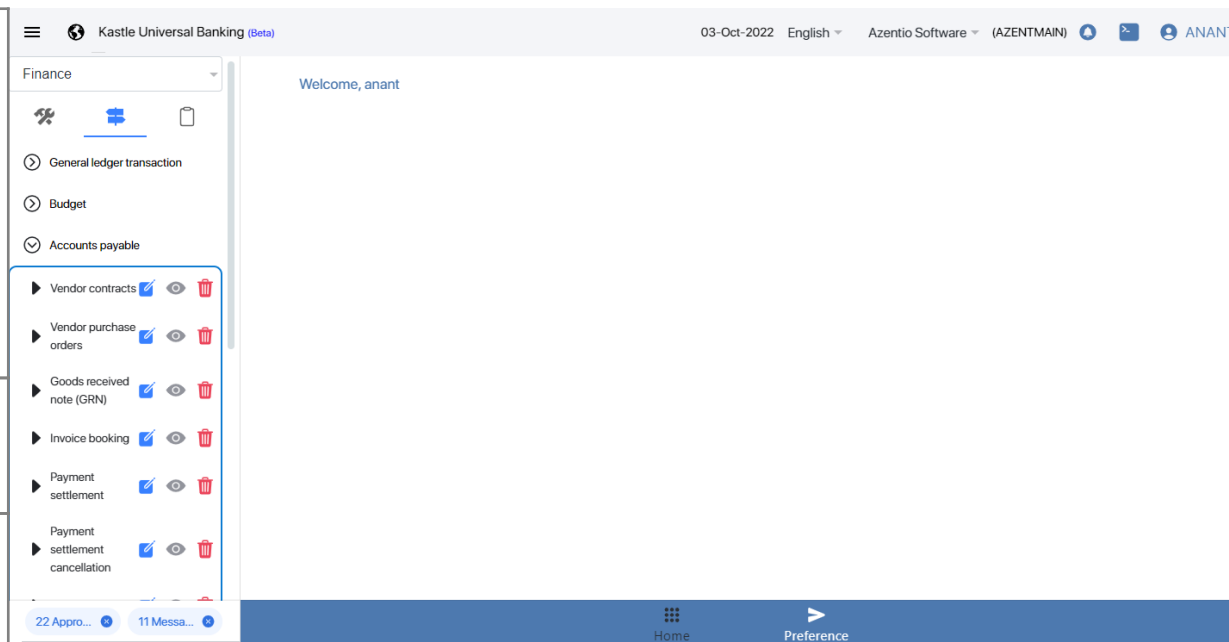 Kastle Universal Banking (Beta)
03-Oct-2022 English Azentio Software (AZENTMAIN) ANANT
Finance
Welcome, anant
General ledger transaction
Budget
Accounts payable
Vendor contracts
Vendor purchase
orders
Goods received
note (GRN)
Invoice booking
Payment
settlement
Payment
settlement
cancellation
22 Appro... 11 Messa...
Home
Preference